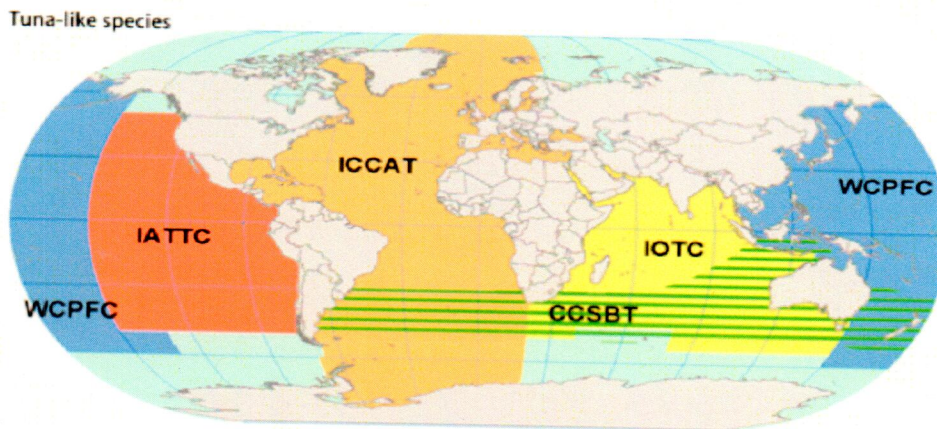 Tuna-like species
ICCAT
WCPFC
IATTC
IOTC
WCPFC
CCSBT